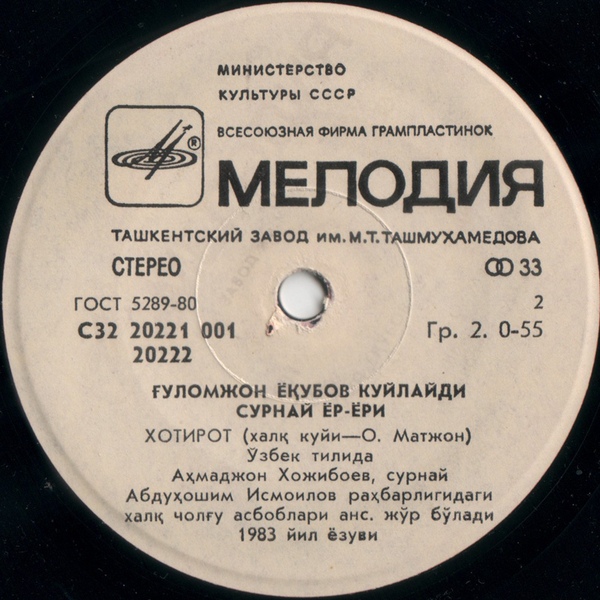 МИНИСТЕРСТВО
КУЛЬТУРЫ СССР
ВСЕСОЮЗНАЯ ФИРМА ГРАМПЛАСТИНОК
®
МЕЛОДИЯ
ТАШКЕНТСКИЙ ЗАВОД ИМ. М.Т.ТАШМУХАМЕДОВА
СТЕРЕО 33
ГОСТ 5289-80 2
С32 20221 001 Гр. 2. 0-55
20222
ҒУЛОМЖОН ЁҚУБОВ КУЙЛАЙДИ
СУРНАЙ ЁР-ЁРИ
ХОТИРОТ (халқ куйи—О. Матжон)
Ўзбек тилида
Аҳмаджон Хожибоев, сурнай
Абдуҳошим Исмоилов раҳбарлигидаги
халқ чолғу асбоблари анс. жўр бўлади
1983 йил ёзуви